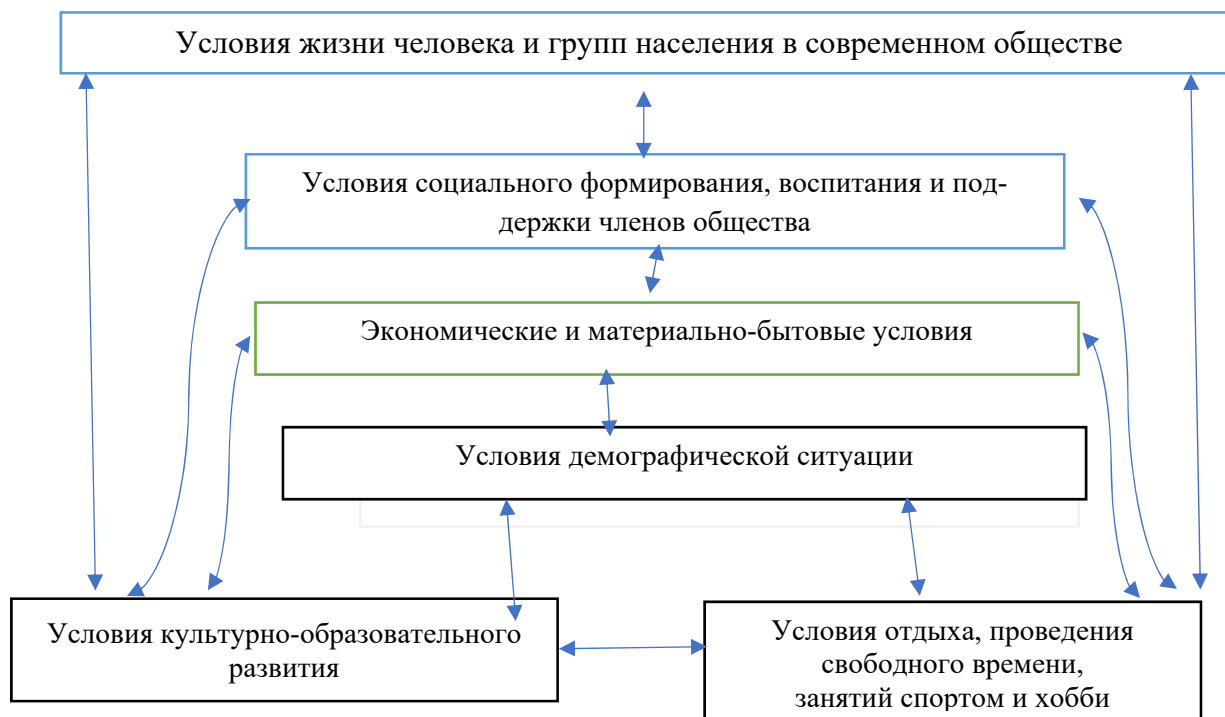 Условия жизни человека и групп населения в современном обществе
Условия социального формирования, воспитания и под-
держки членов общества
Экономические и материально-бытовые условия
Условия демографической ситуации
Условия культурно-образовательного
развития
Условия отдыха, проведения
свободного времени,
занятий спортом и хобби